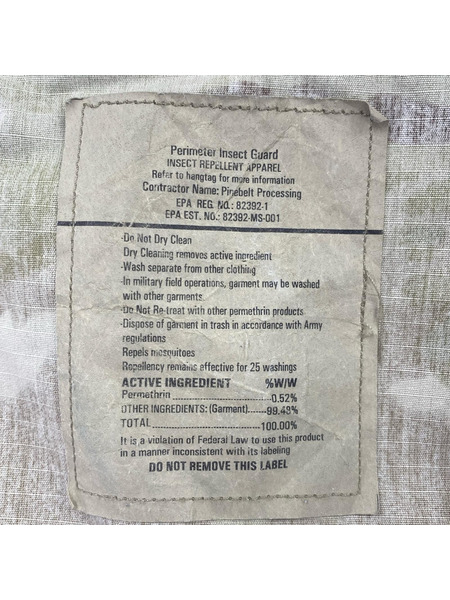 Perimeter Insect Guard
INSECT REPELLENT APPAREL
Refer to hangtag for more information
Contractor Name: Pinebelt Processing
EPA REG. NO.: 82392-1
EPA EST. NO.: 82392-MS-001
-Do Not Dry Clean
Dry Cleaning removes active ingredient
-Wash separate from other clothing
-In military field operations, garment may be washed
with other garments
-Do Not Re-treat with other permethrin products
-Dispose of garment in trash in accordance with Army
regulations
Repels mosquitoes
Repellency remains effective for 25 washings
ACTIVE INGREDIENT %W/W
Permethrin.....................0.52%
OTHER INGREDIENTS: (Garment).....99.48%
TOTAL..........................100.00%
It is a violation of Federal Law to use this product
in a manner inconsistent with its labeling
DO NOT REMOVE THIS LABEL